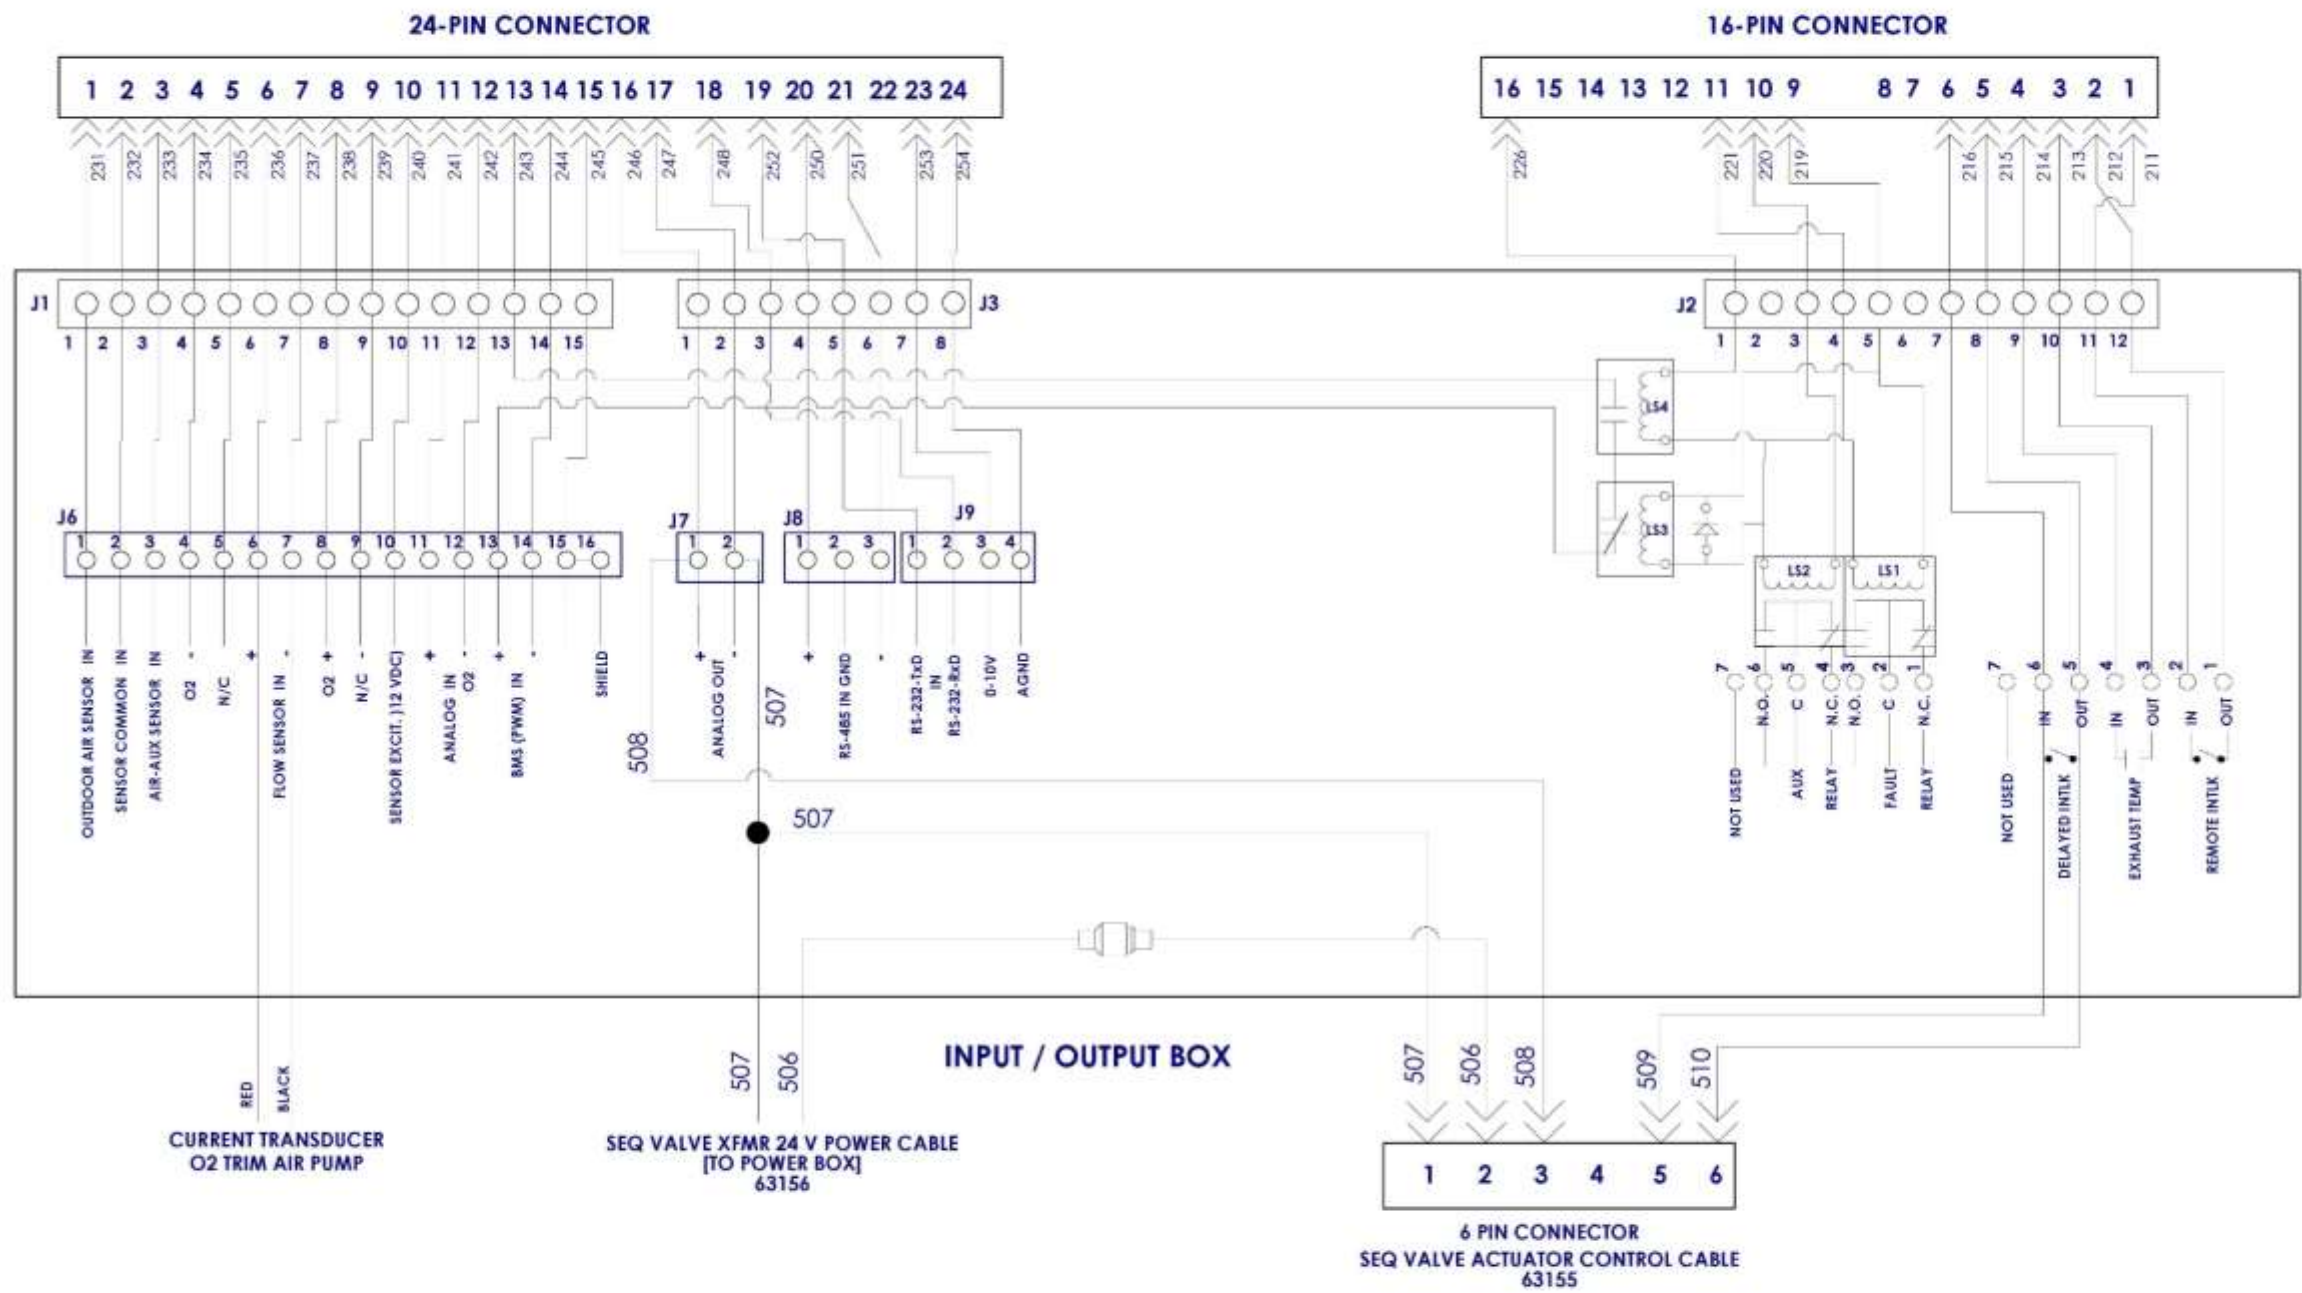 24-PIN CONNECTOR
16-PIN CONNECTOR
1 2 3 4 5 6 7 8 9 10 11 12 13 14 15 16 17 18 19 20 21 22 23 24
16 15 14 13 12 11 10 9 8 7 6 5 4 3 2 1
231 232 233 234 235 236 237 238 239 240 241 242 243 244 245 246 247 248 252 250 251 253 254
226 221 220 219 216 215 214 213 212 211
J1
J3
J2
1 2 3 4 5 6 7 8 9 10 11 12 13 14 15
1 2 3 4 5 6 7 8
1 2 3 4 5 6 7 8 9 10 11 12
LS4
LS3
LS2
LS1
J6
J7
J8
J9
1 2 3 4 5 6 7 8 9 10 11 12 13 14 15 16
1 2
1 2 3
1 2 3 4
OUTDOOR AIR SENSOR IN
SENSOR COMMON IN
AIR-AUX SENSOR IN
-
O2
N/C
+
FLOW SENSOR IN
-
+
O2
-
N/C
SENSOR EXCIT. )12 VDC)
+
ANALOG IN
-
O2
+
BMS (PWM) IN
-
SHIELD
+
ANALOG OUT
-
+
RS-485 IN GND
-
RS-232-TxD
IN
RS-232-RxD
0-10V
AGND
7 6 5 4 3 2 1
N.O. C N.C. N.O. C N.C.
NOT USED
AUX
RELAY
FAULT
RELAY
7 6 5 4 3 2 1
IN OUT IN OUT IN OUT
NOT USED
DELAYED INTLK
EXHAUST TEMP
REMOTE INTLK
508
507
507
RED
BLACK
CURRENT TRANSDUCER
O2 TRIM AIR PUMP
507
506
SEQ VALVE XFMR 24 V POWER CABLE
[TO POWER BOX]
63156
INPUT / OUTPUT BOX
507 506 508 509 510
1 2 3 4 5 6
6 PIN CONNECTOR
SEQ VALVE ACTUATOR CONTROL CABLE
63155